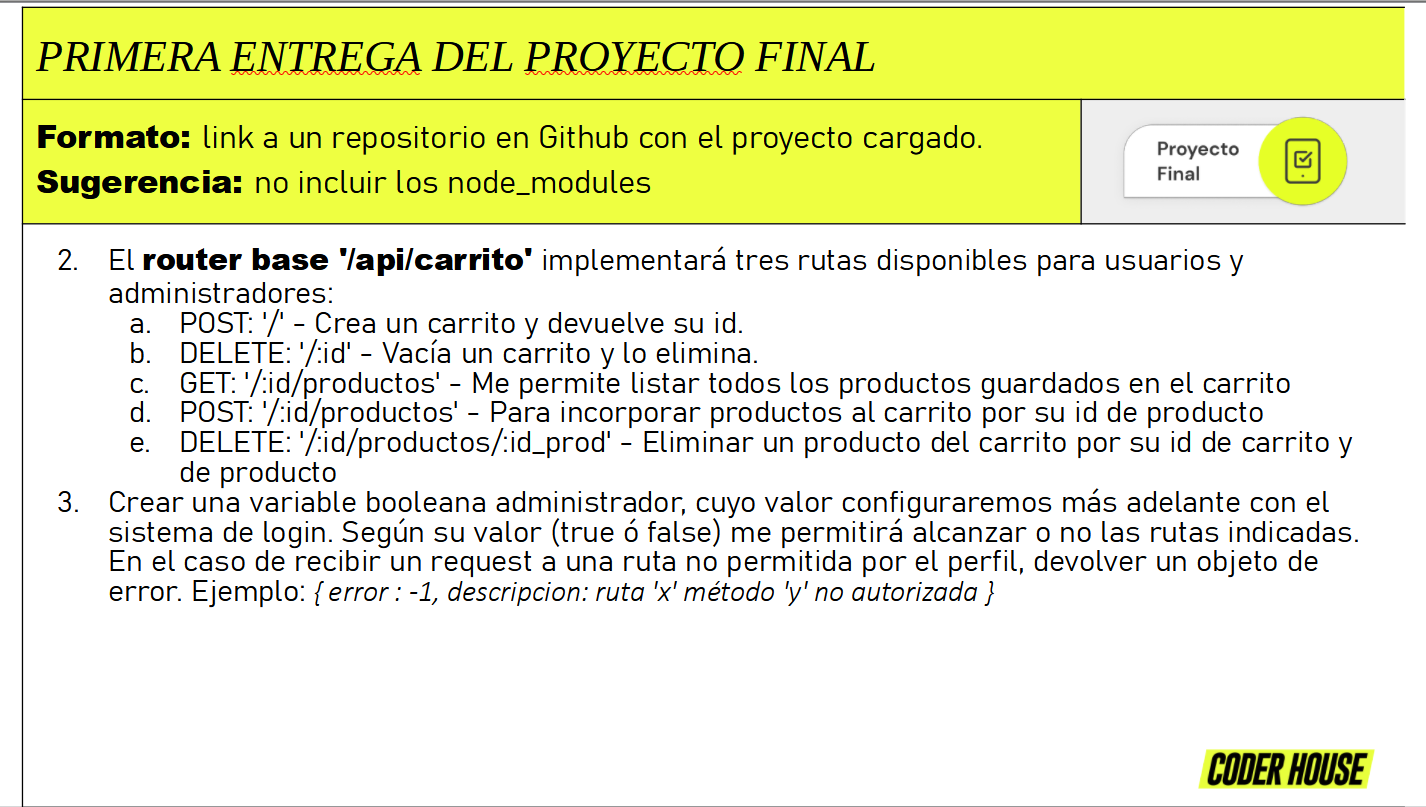 PRIMERA ENTREGA DEL PROYECTO FINAL
Formato: link a un repositorio en Github con el proyecto cargado.
Sugerencia: no incluir los node_modules
Proyecto
Final
2. El router base '/api/carrito' implementará tres rutas disponibles para usuarios y
administradores:
a. POST: '/' - Crea un carrito y devuelve su id.
b. DELETE: '/:id' - Vacía un carrito y lo elimina.
c. GET: '/:id/productos' - Me permite listar todos los productos guardados en el carrito
d. POST: '/:id/productos' - Para incorporar productos al carrito por su id de producto
e. DELETE: '/:id/productos/:id_prod' - Eliminar un producto del carrito por su id de carrito y
de producto
3. Crear una variable booleana administrador, cuyo valor configuraremos más adelante con el
sistema de login. Según su valor (true ó false) me permitirá alcanzar o no las rutas indicadas.
En el caso de recibir un request a una ruta no permitida por el perfil, devolver un objeto de
error. Ejemplo: { error : -1, descripcion: ruta 'x' método 'y' no autorizada }
CODER HOUSE